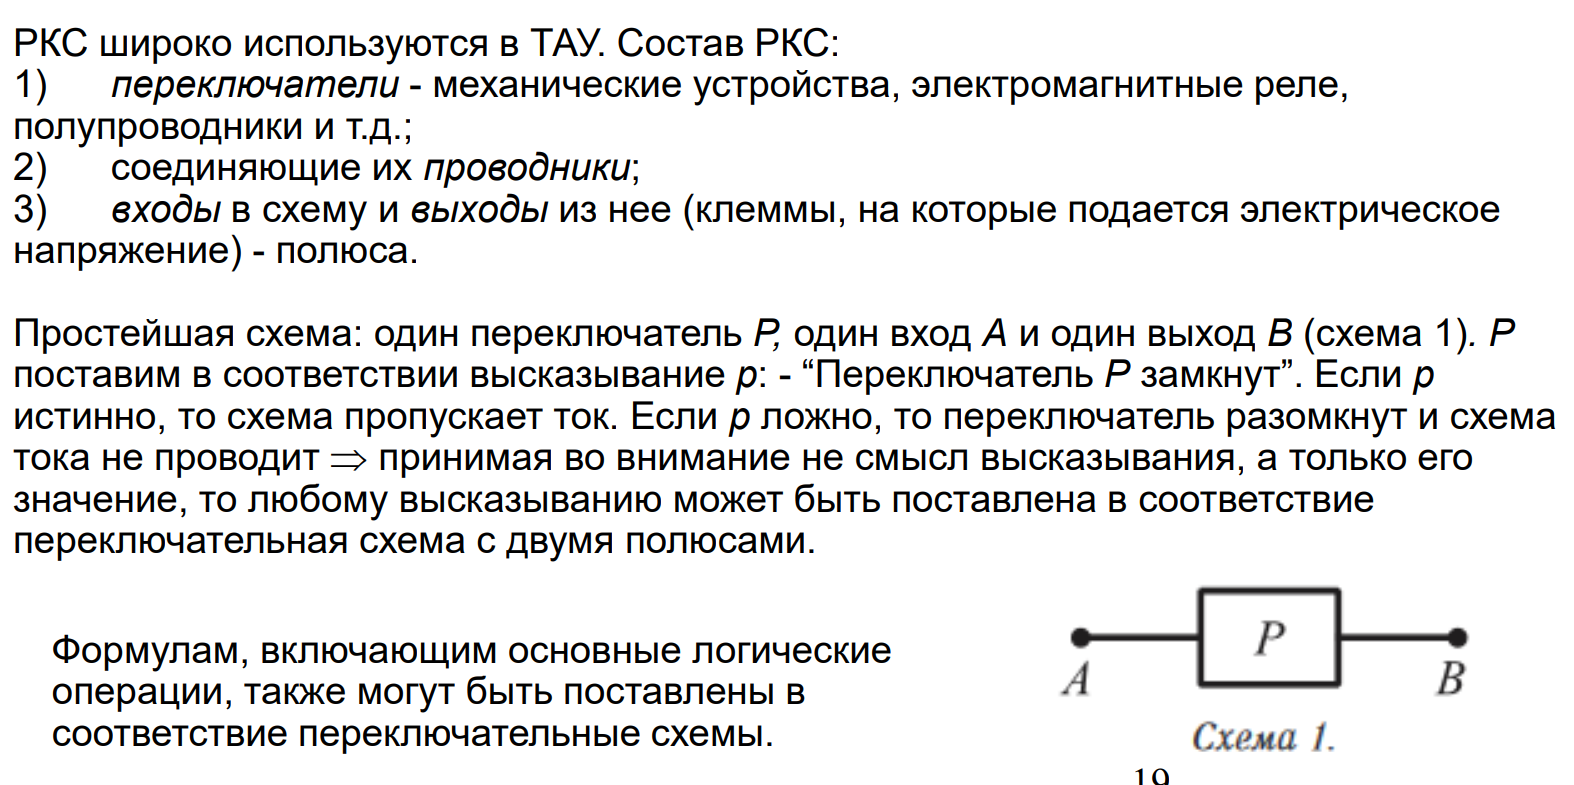 РКС широко используются в ТАУ. Состав РКС:
1) переключатели - механические устройства, электромагнитные реле,
полупроводники и т.д.;
2) соединяющие их проводники;
3) входы в схему и выходы из нее (клеммы, на которые подается электрическое
напряжение) - полюса.
Простейшая схема: один переключатель P, один вход A и один выход B (схема 1). P
поставим в соответствии высказывание p: - “Переключатель P замкнут”. Если p
истинно, то схема пропускает ток. Если p ложно, то переключатель разомкнут и схема
тока не проводит ⇒ принимая во внимание не смысл высказывания, а только его
значение, то любому высказыванию может быть поставлена в соответствие
переключательная схема с двумя полюсами.
Формулам, включающим основные логические
операции, также могут быть поставлены в
соответствие переключательные схемы.
P
A B
Схема 1.
19